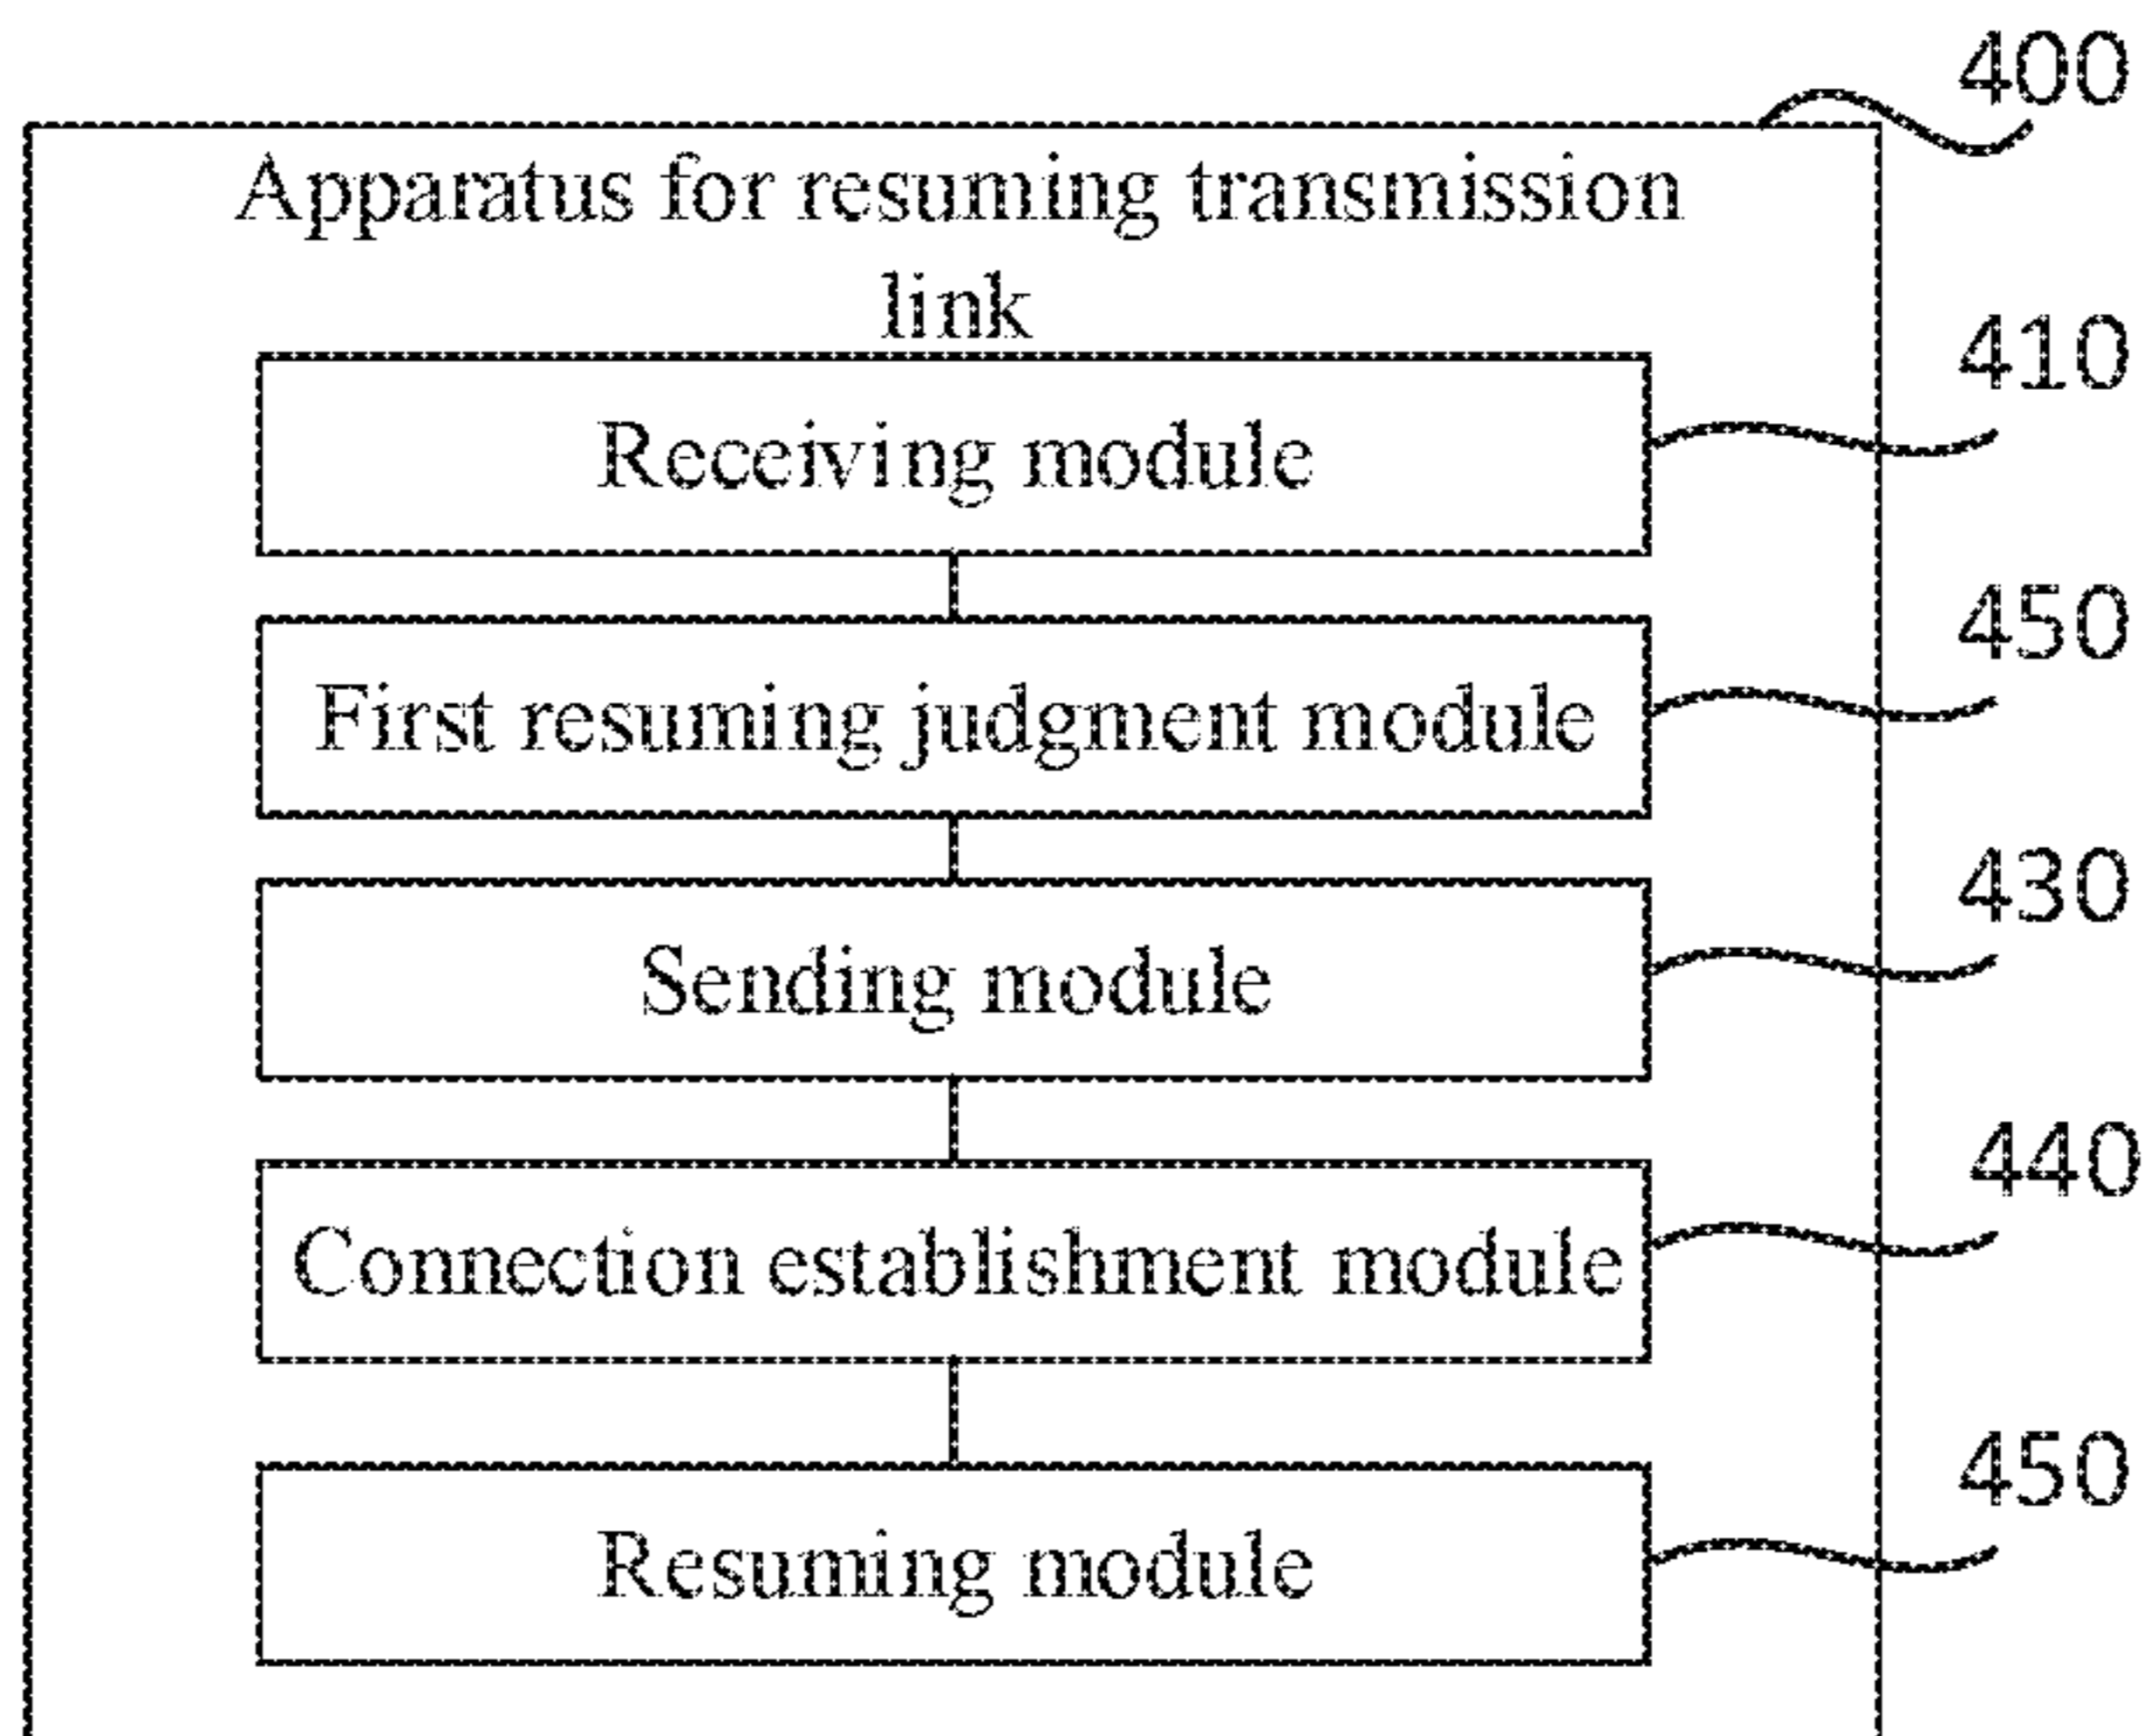 400
Apparatus for resuming transmission
link
410
Receiving module
450
First resuming judgment module
430
Sending module
440
Connection establishment module
450
Resuming module